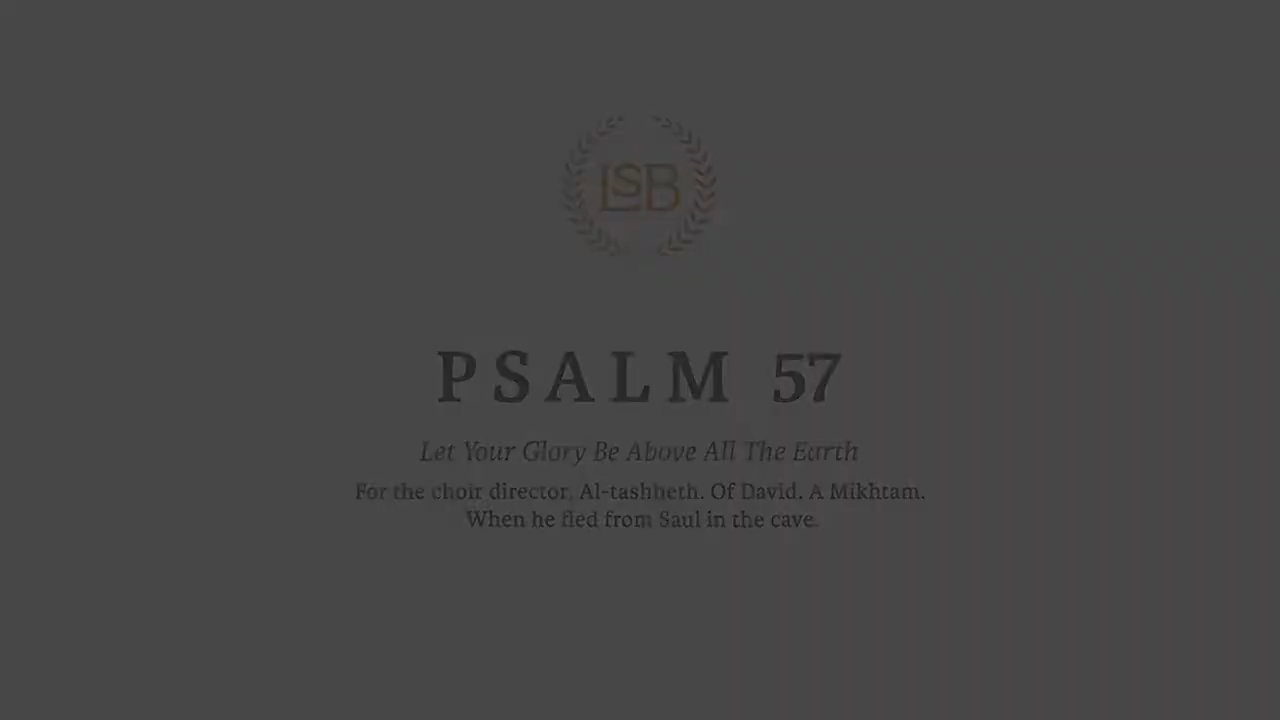 LSB
PSALM 57
Let Your Glory Be Above All The Earth
For the choir director. Al-tashheth. Of David. A Mikhtam.
When he fled from Saul in the cave.